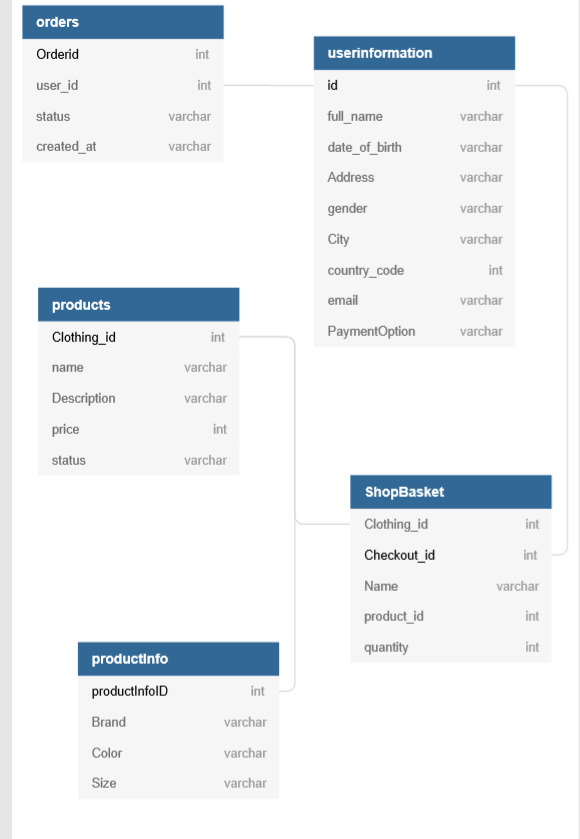 orders
Orderid int
user_id int
status varchar
created_at varchar
userinformation
id int
full_name varchar
date_of_birth varchar
Address varchar
gender varchar
City varchar
country_code int
email varchar
PaymentOption varchar
products
Clothing_id int
name varchar
Description varchar
price int
status varchar
ShopBasket
Clothing_id int
Checkout_id int
Name varchar
product_id int
quantity int
productInfo
productInfoID int
Brand varchar
Color varchar
Size varchar